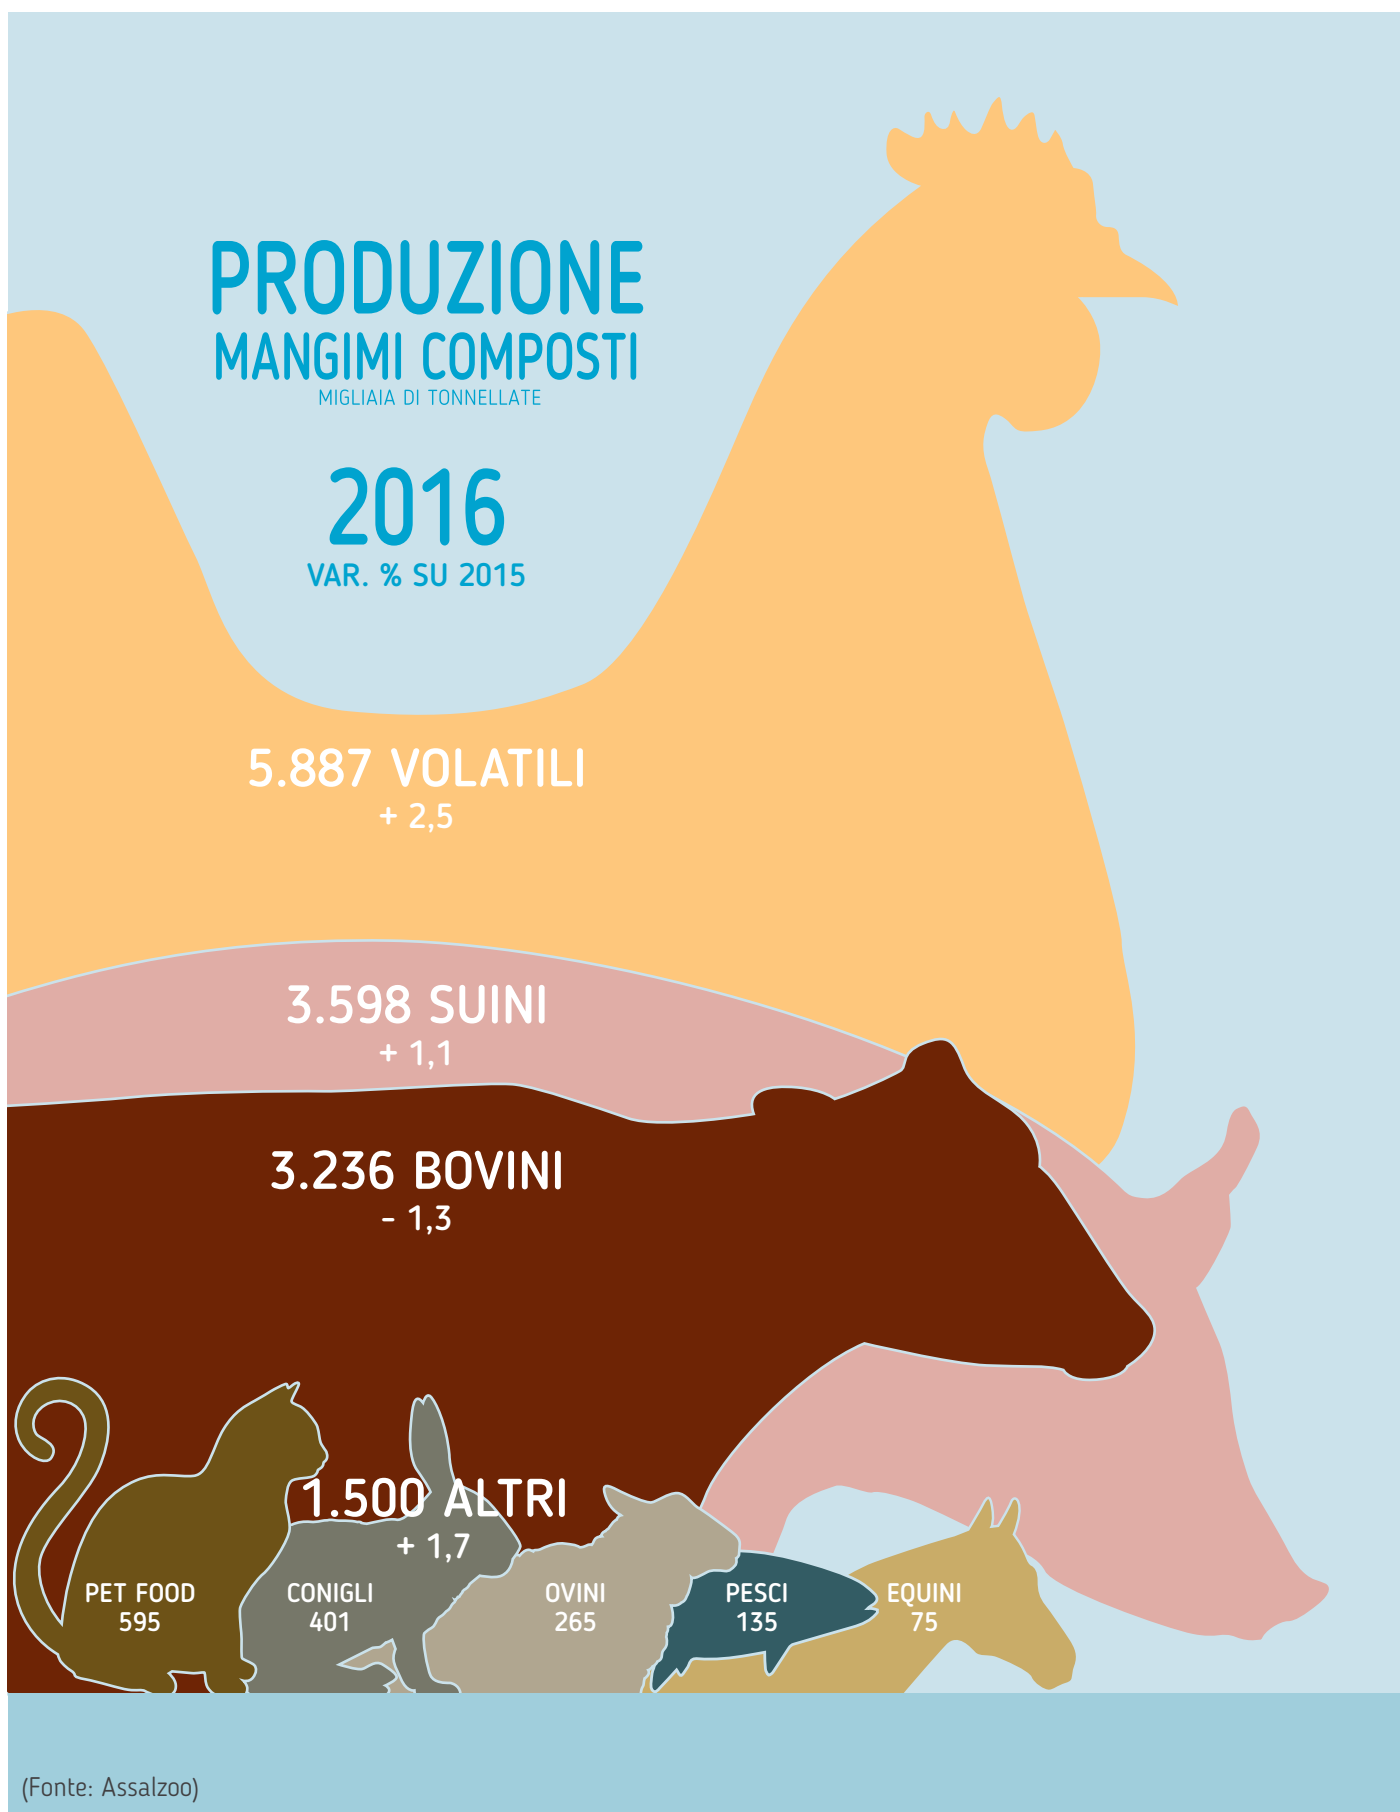 PRODUZIONE
MANGIMI COMPOSTI
MIGLIAIA DI TONNELLATE
2016
VAR. % SU 2015
5.887 VOLATILI
+ 2,5
3.598 SUINI
+ 1,1
3.236 BOVINI
- 1,3
1.500 ALTRI
+ 1,7
PET FOOD
595
CONIGLI
401
OVINI
265
PESCI
135
EQUINI
75
(Fonte: Assalzoo)